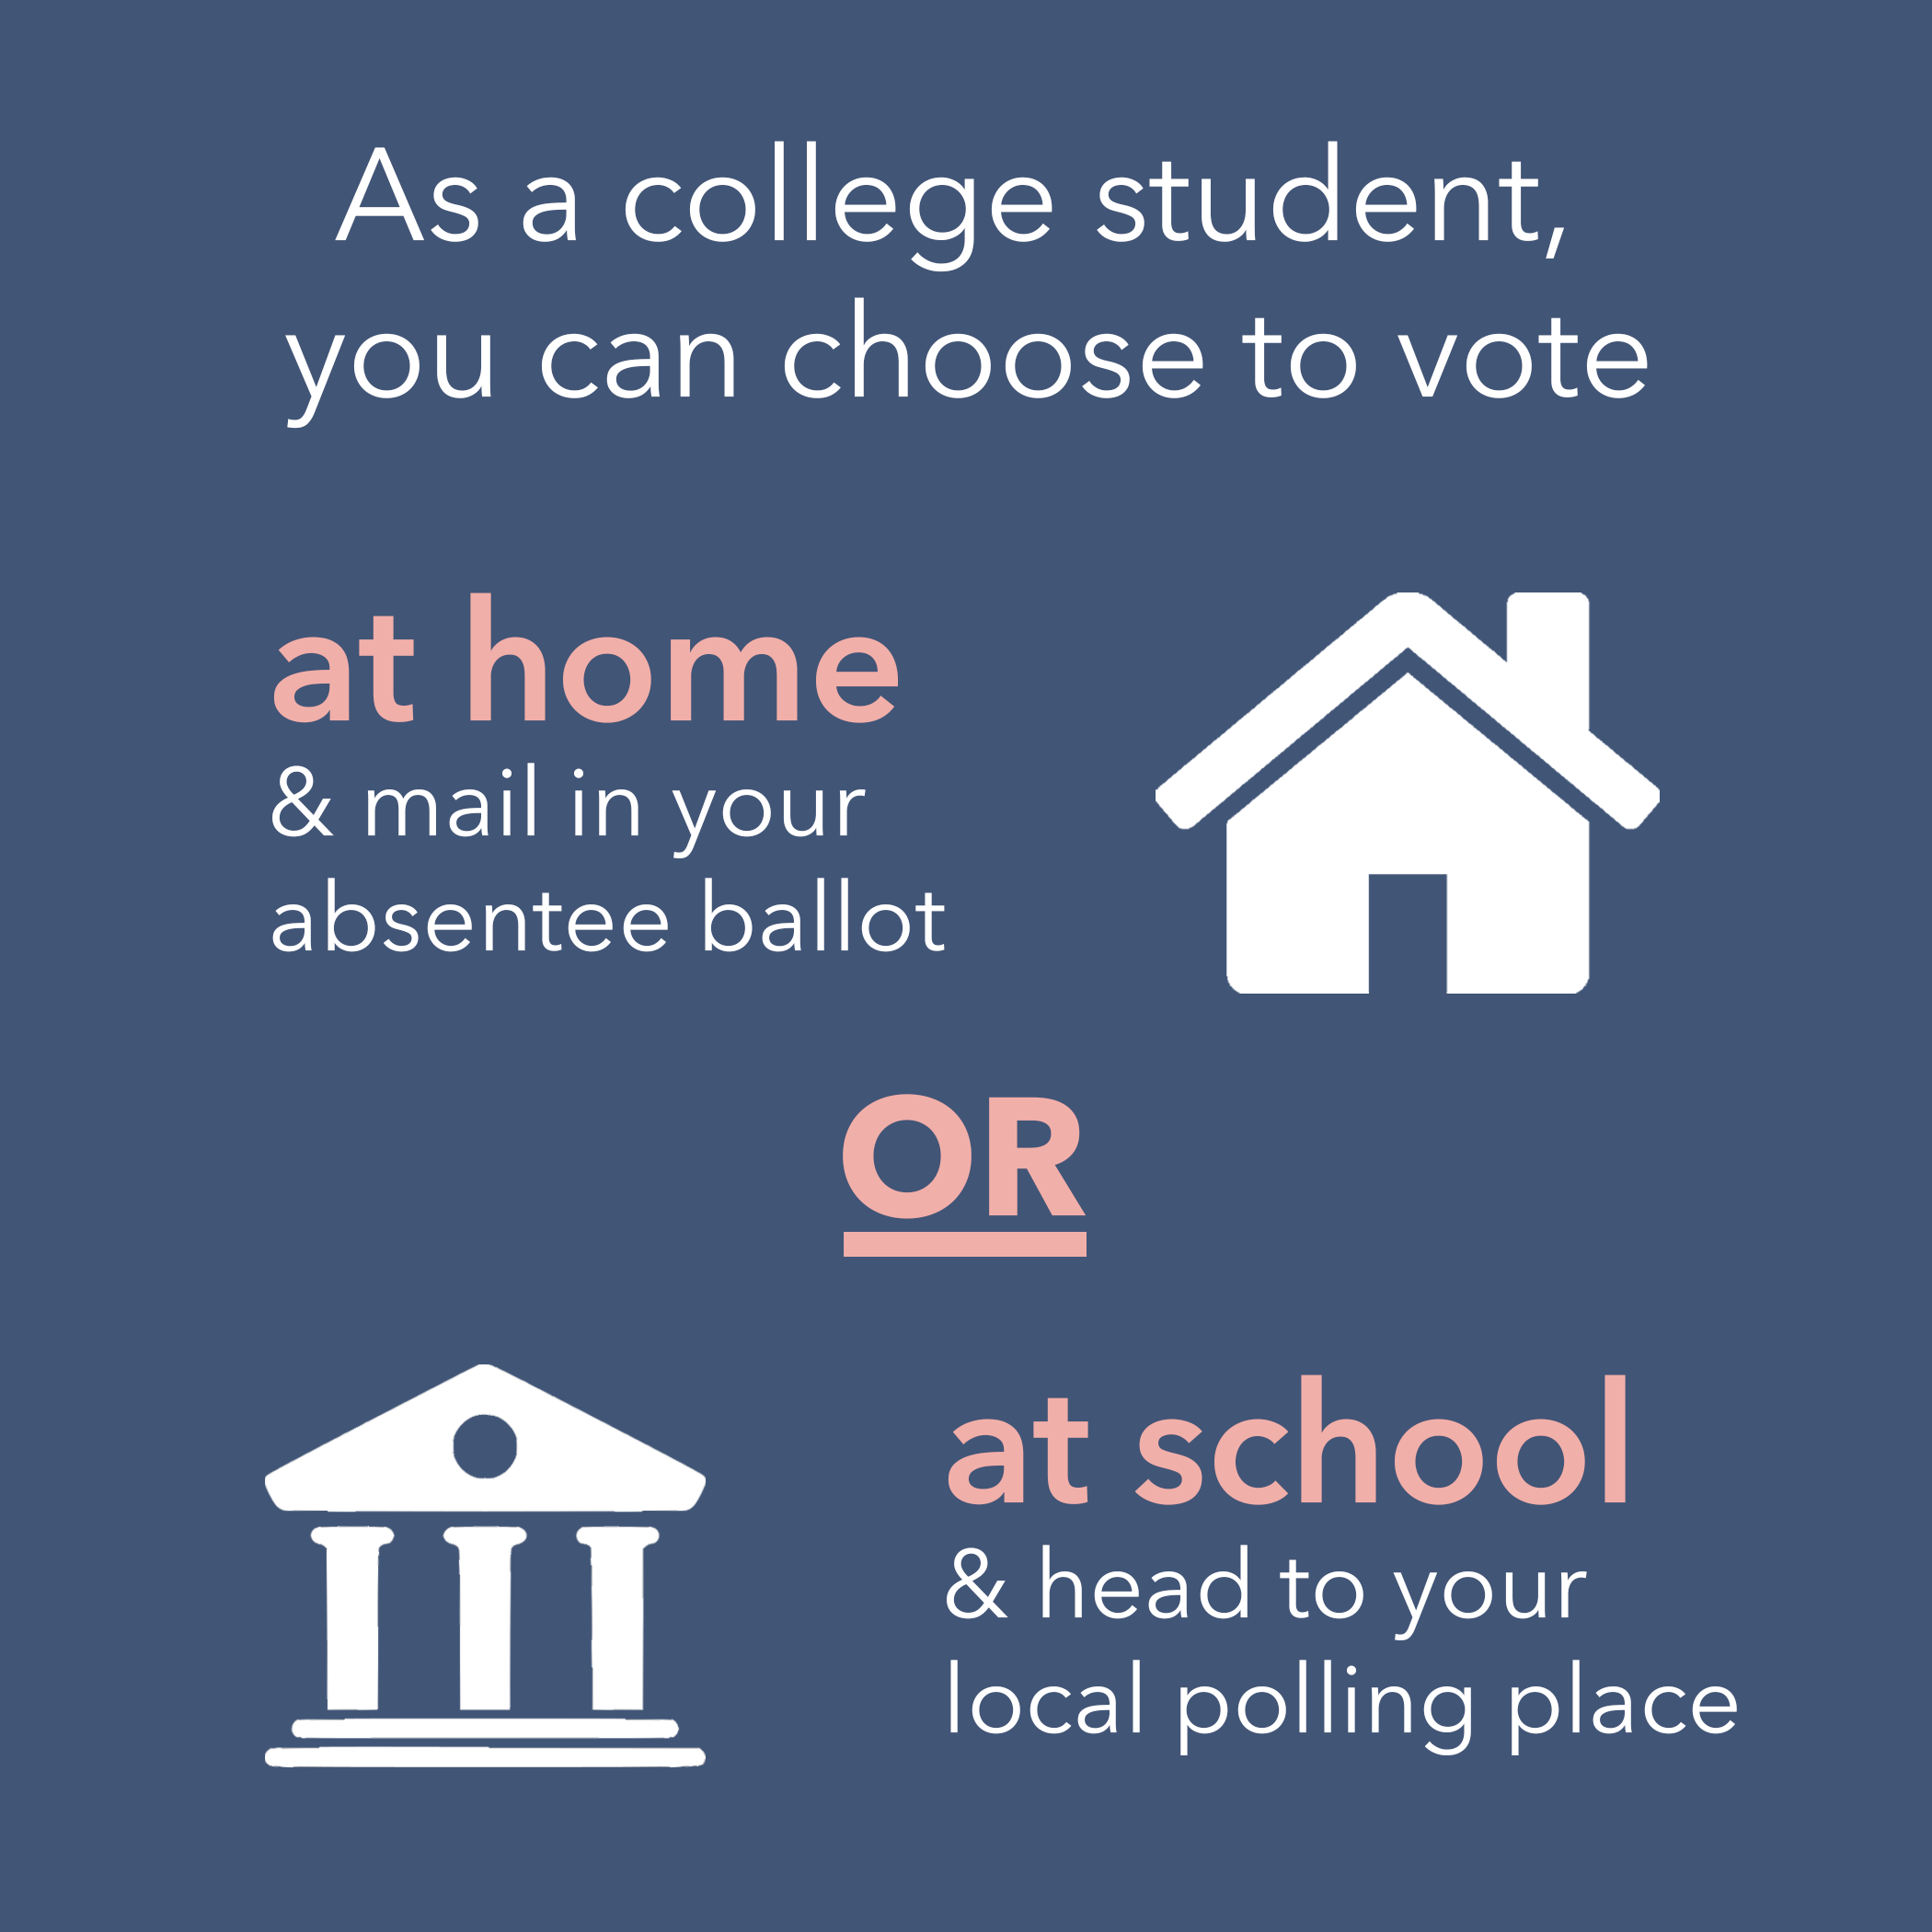 As a college student,
you can choose to vote
at home
& mail in your
absentee ballot
OR
at school
& head to your
local polling place